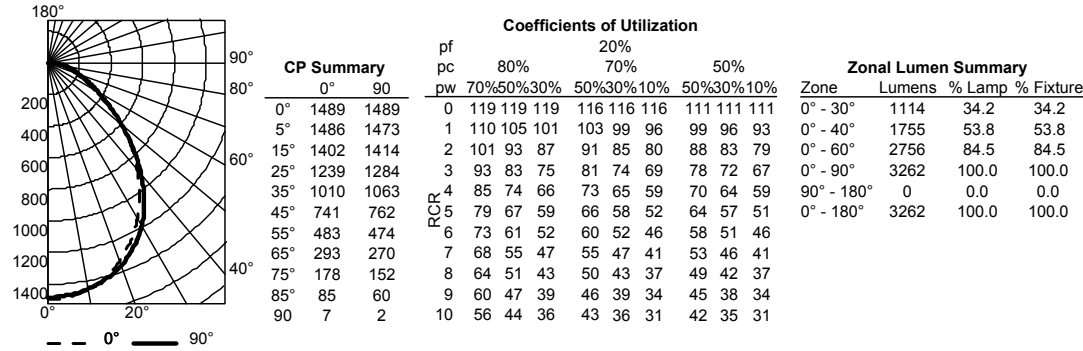 180°
90°
80°
60°
40°
20°
0°
200
400
600
800
1000
1200
1400
0° 90°
CP Summary
0° 90
0° 1489 1489
5° 1486 1473
15° 1402 1414
25° 1239 1284
35° 1010 1063
45° 741 762
55° 483 474
65° 293 270
75° 178 152
85° 85 60
90 7 2
Coefficients of Utilization
pf 20%
pc 80% 70% 50%
pw 70%50%30% 50%30%10% 50%30%10%
RCR
0 119 119 119 116 116 116 111 111 111
1 110 105 101 103 99 96 99 96 93
2 101 93 87 91 85 80 88 83 79
3 93 83 75 81 74 69 78 72 67
4 85 74 66 73 65 59 70 64 59
5 79 67 59 66 58 52 64 57 51
6 73 61 52 60 52 46 58 51 46
7 68 55 47 55 47 41 53 46 41
8 64 51 43 50 43 37 49 42 37
9 60 47 39 46 39 34 45 38 34
10 56 44 36 43 36 31 42 35 31
Zonal Lumen Summary
Zone Lumens % Lamp % Fixture
0° - 30° 1114 34.2 34.2
0° - 40° 1755 53.8 53.8
0° - 60° 2756 84.5 84.5
0° - 90° 3262 100.0 100.0
90° - 180° 0 0.0 0.0
0° - 180° 3262 100.0 100.0